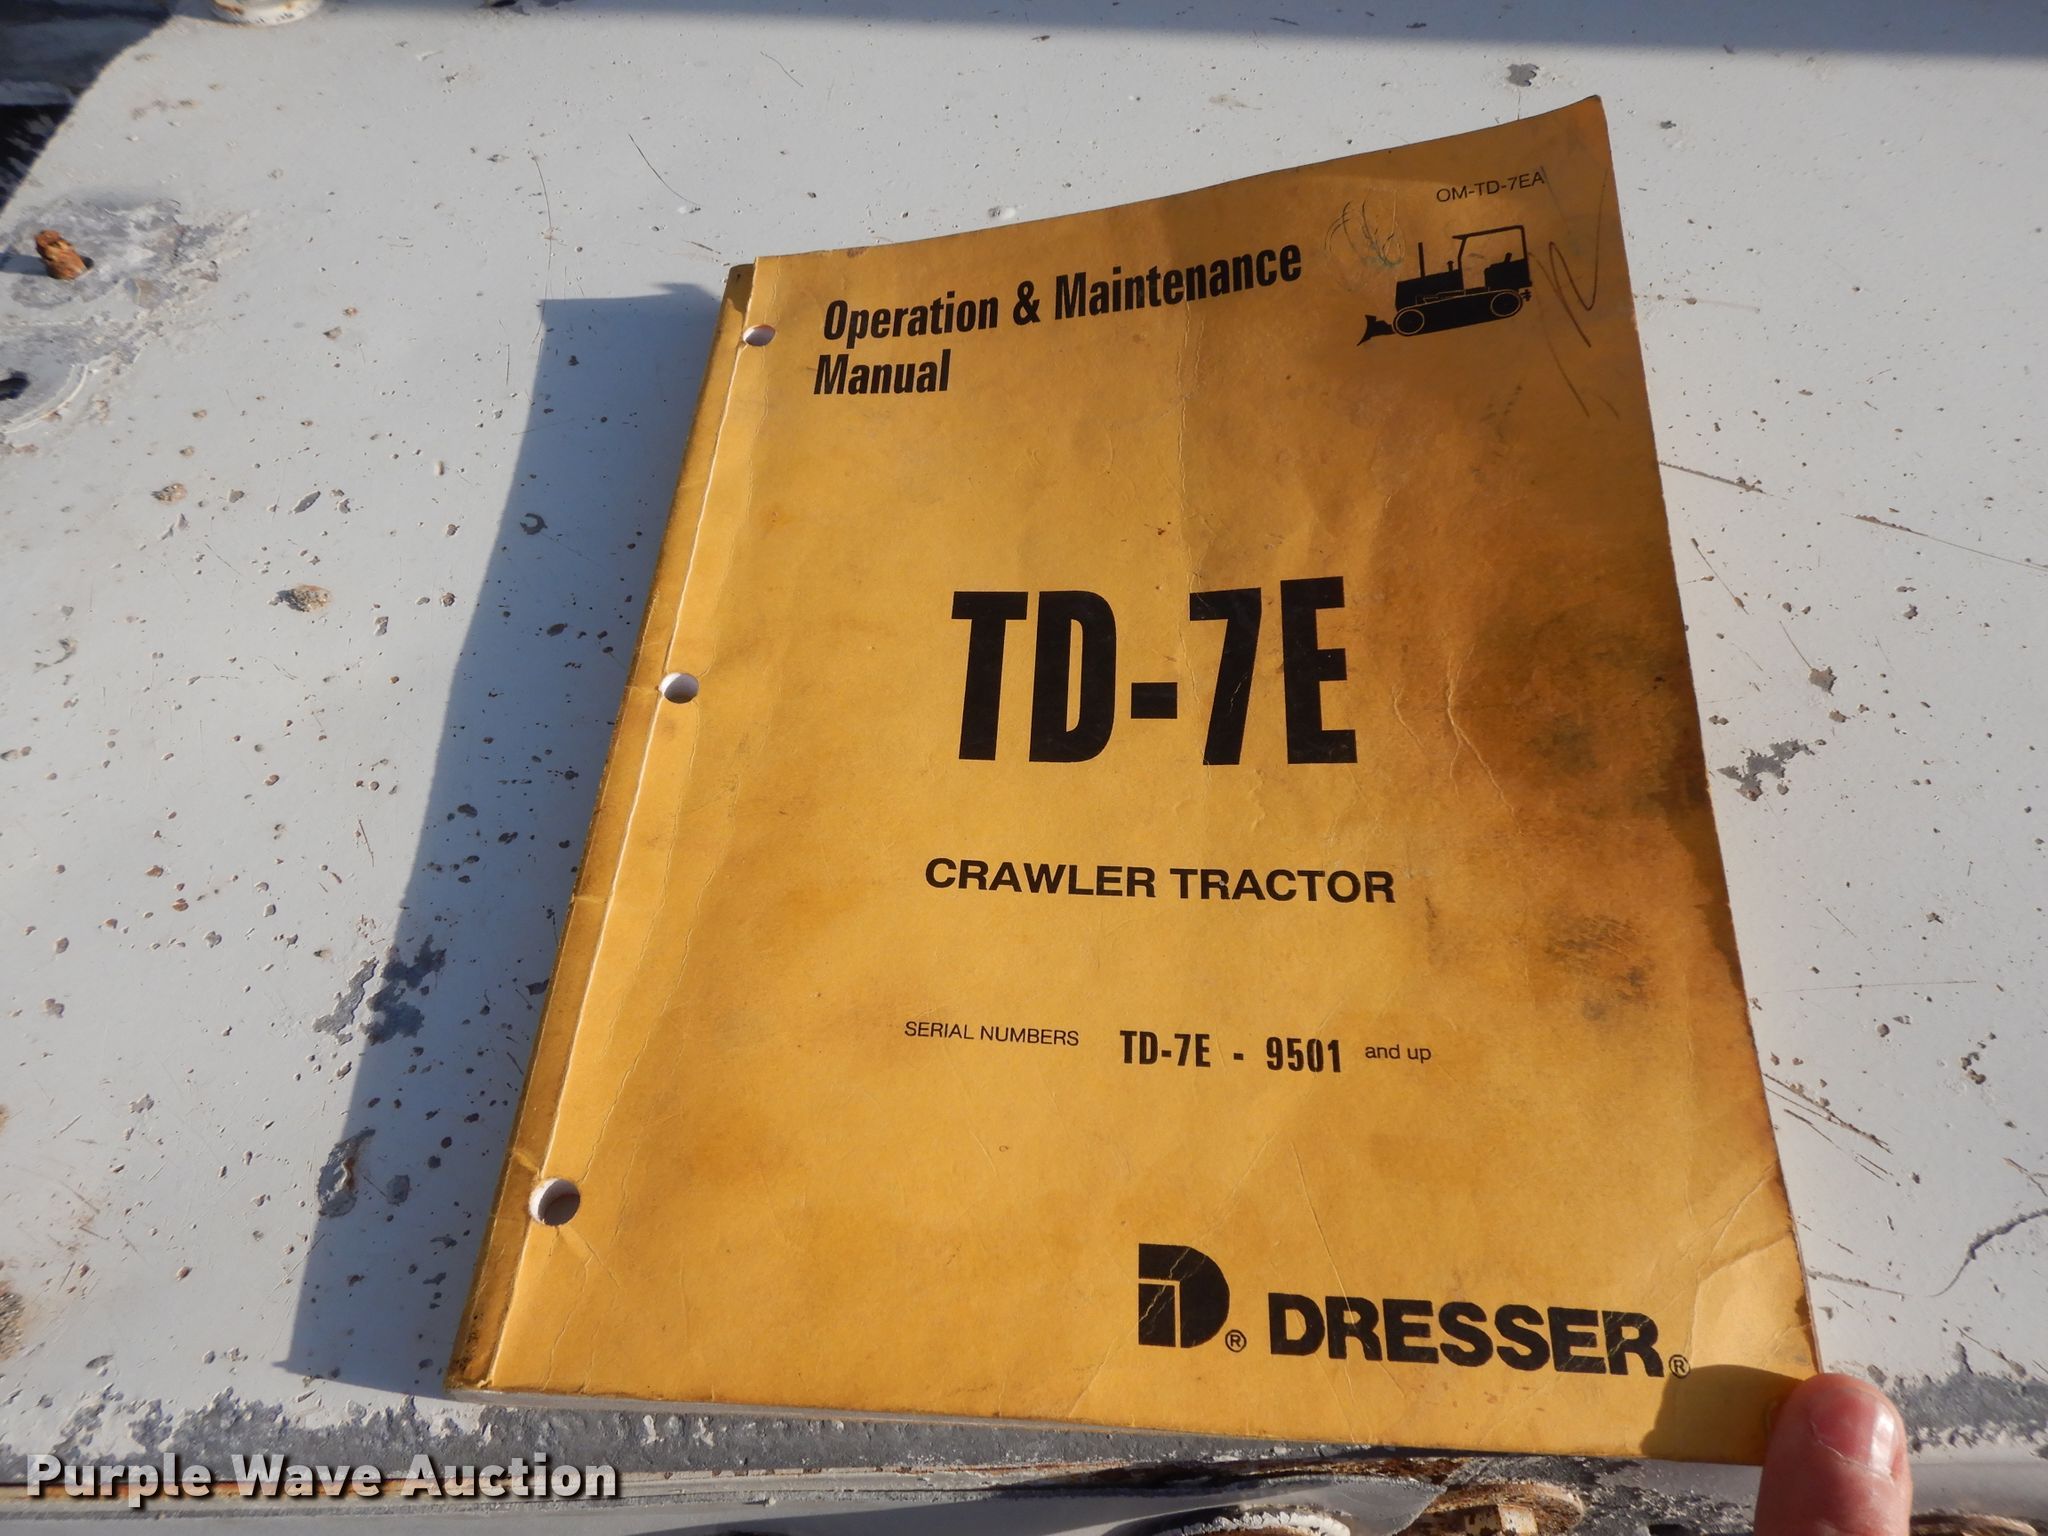 OM-TD-7EA
Operation & Maintenance
Manual
TD-7E
CRAWLER TRACTOR
SERIAL NUMBERS TD-7E - 9501 and up
D® DRESSER®
Purple Wave Auction